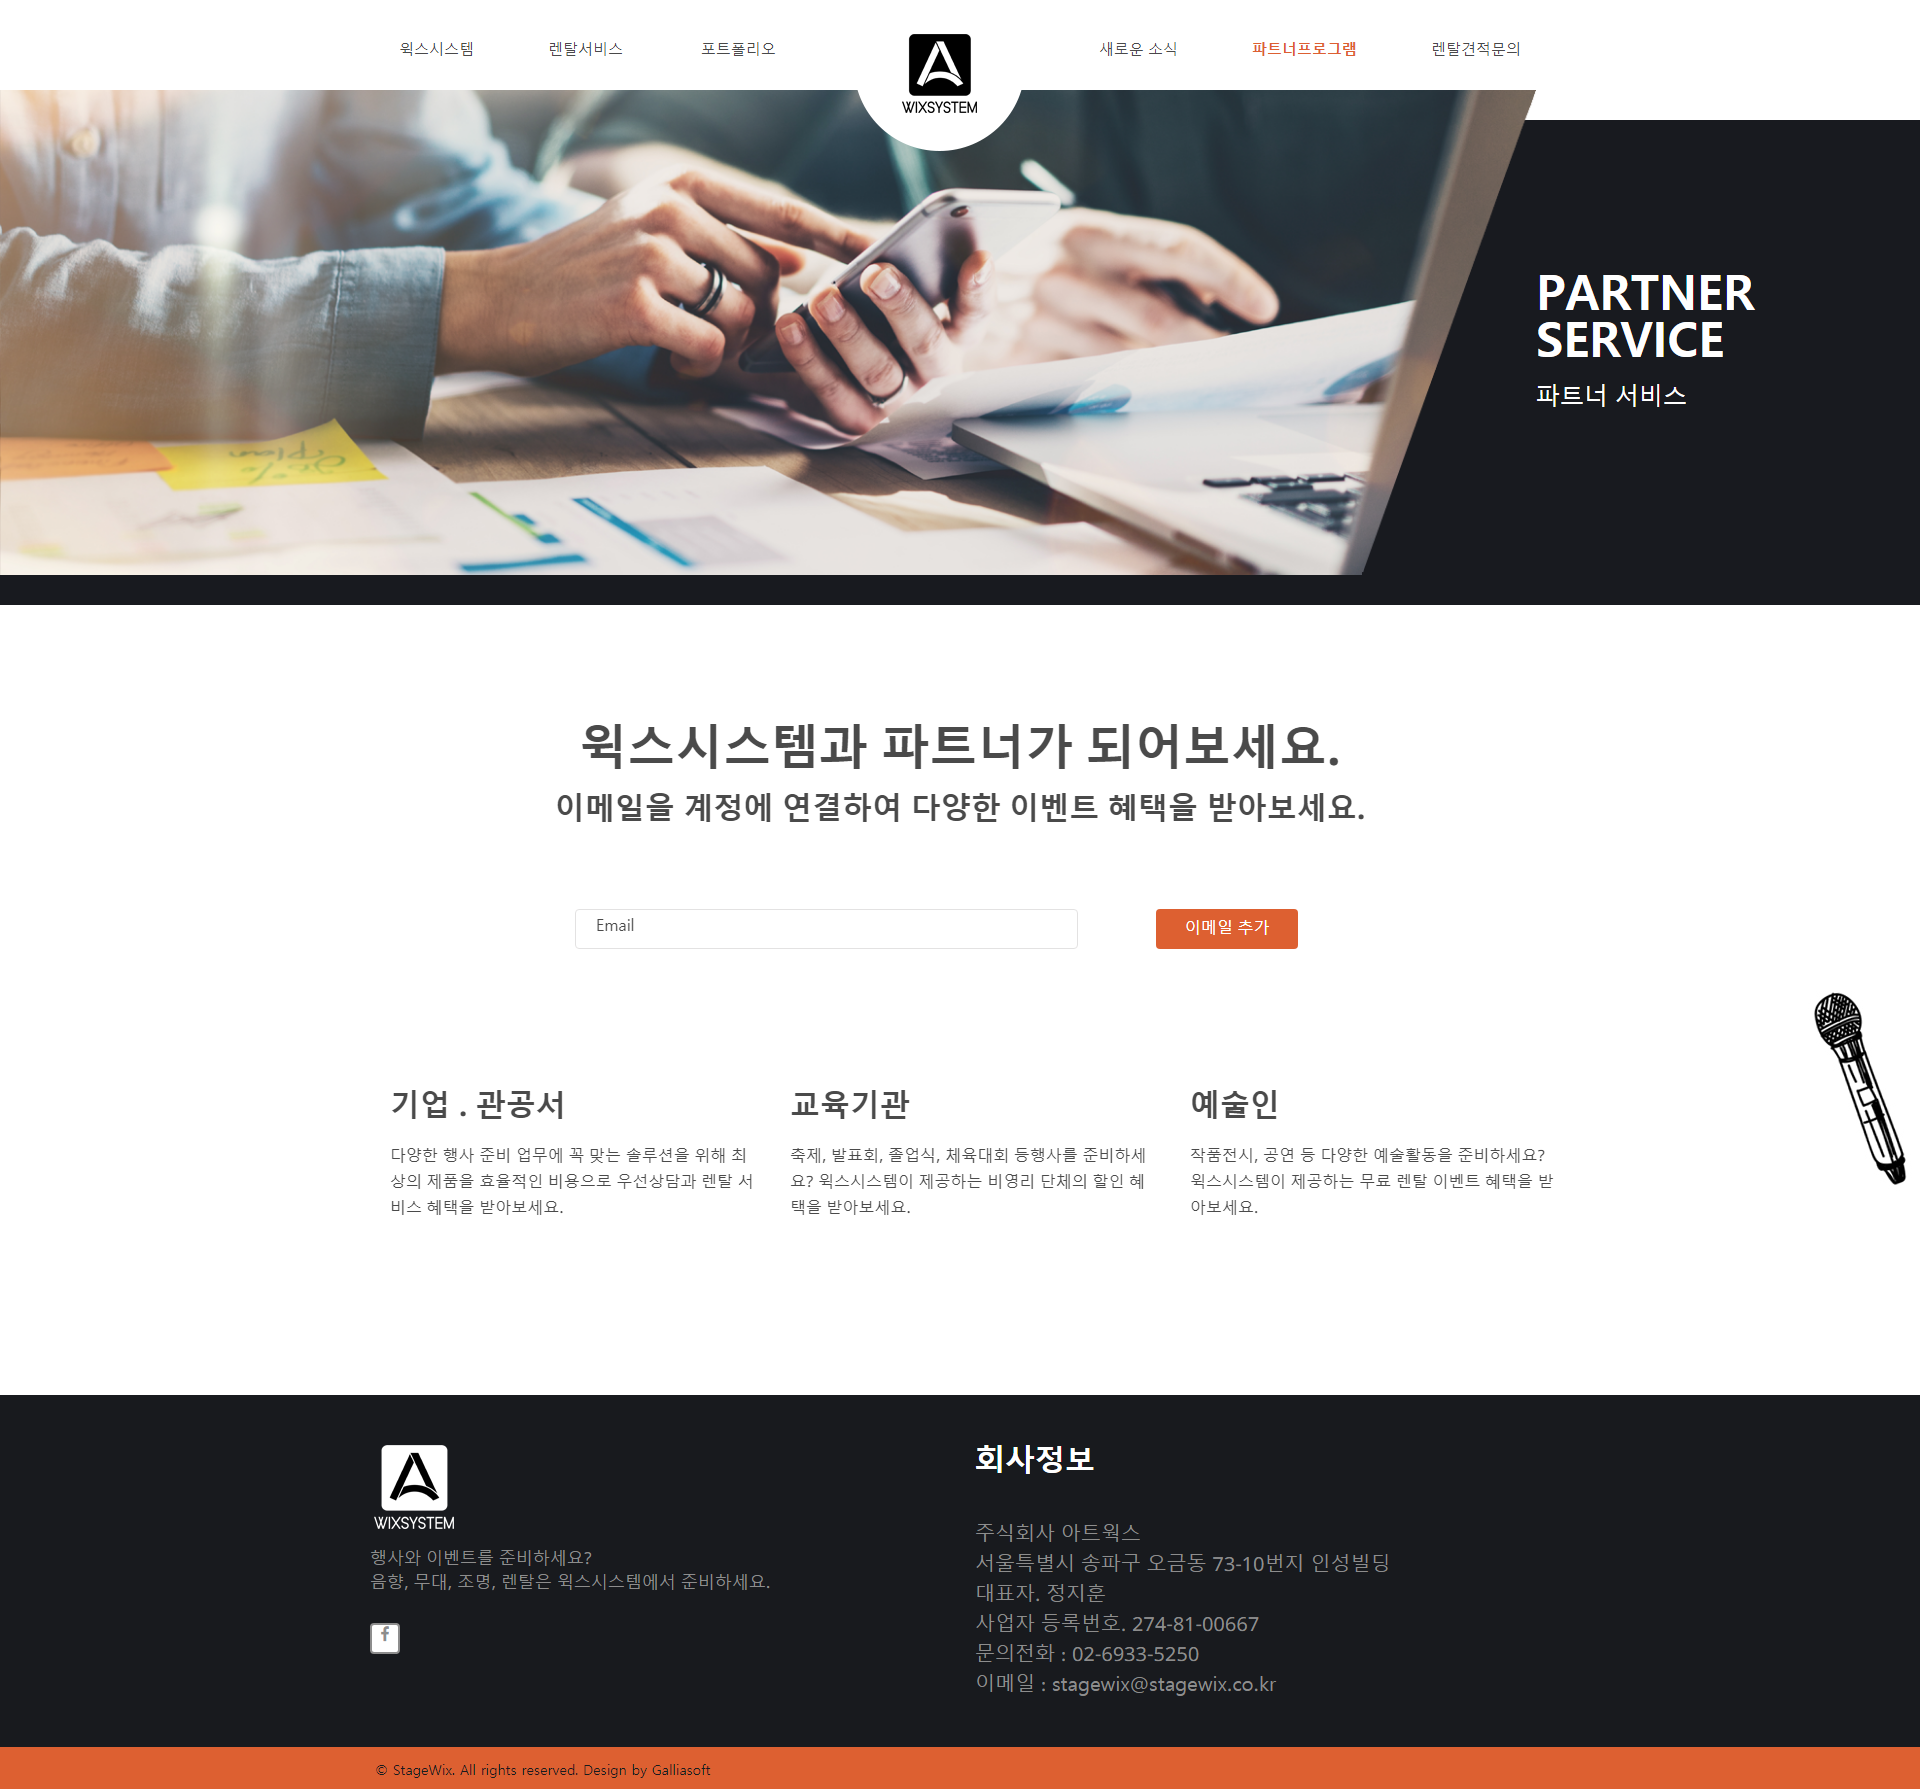 윅스시스템
렌탈서비스
포트폴리오
WIXSYSTEM
새로운 소식
파트너프로그램
렌탈견적문의
PARTNER
SERVICE
파트너 서비스
윅스시스템과 파트너가 되어보세요.
이메일을 계정에 연결하여 다양한 이벤트 혜택을 받아보세요.
Email
이메일 추가
기업 . 관공서
다양한 행사 준비 업무에 꼭 맞는 솔루션을 위해 최
상의 제품을 효율적인 비용으로 우선상담과 렌탈 서
비스 혜택을 받아보세요.
교육기관
축제, 발표회, 졸업식, 체육대회 등행사를 준비하세
요? 윅스시스템이 제공하는 비영리 단체의 할인 혜
택을 받아보세요.
예술인
작품전시, 공연 등 다양한 예술활동을 준비하세요?
윅스시스템이 제공하는 무료 렌탈 이벤트 혜택을 받
아보세요.
WIXSYSTEM
행사와 이벤트를 준비하세요?
음향, 무대, 조명, 렌탈은 윅스시스템에서 준비하세요.
회사정보
주식회사 아트웍스
서울특별시 송파구 오금동 73-10번지 인성빌딩
대표자. 정지훈
사업자 등록번호. 274-81-00667
문의전화 : 02-6933-5250
이메일 : stagewix@stagewix.co.kr
© StageWix. All rights reserved. Design by Galliasoft